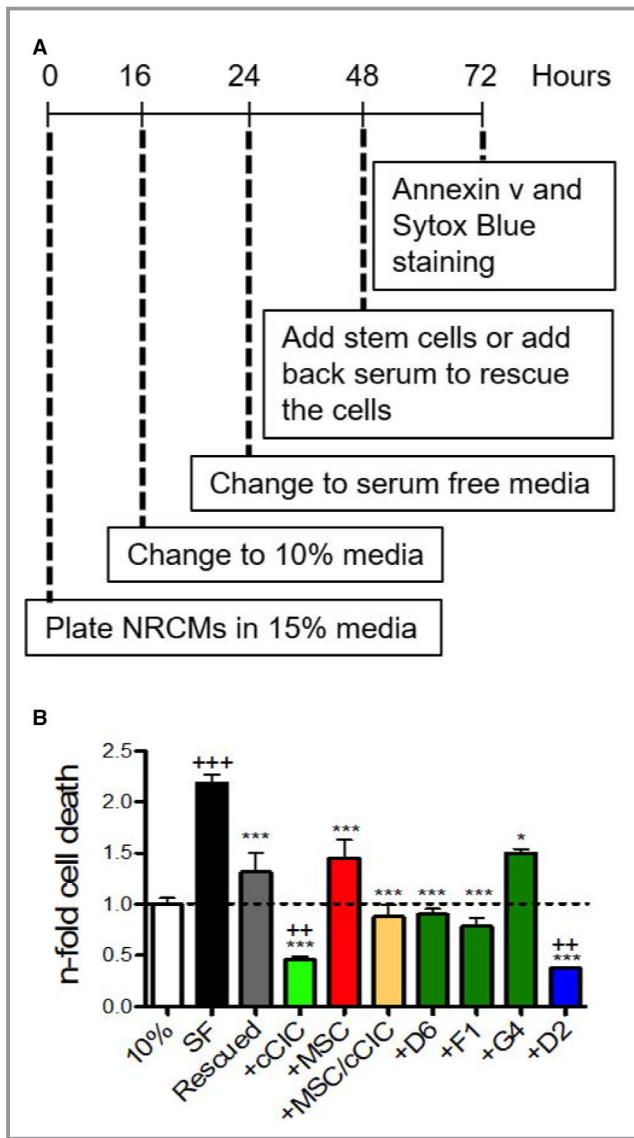 A
0 16 24 48 72 Hours
Annexin v and
Sytox Blue
staining
Add stem cells or add
back serum to rescue
the cells
Change to serum free media
Change to 10% media
Plate NRCMs in 15% media
B
n-fold cell death
2.5
2.0
1.5
1.0
0.5
0.0
+++
***
++
***
***
***
***
***
*
++
***
10%
SF
Rescued
+cCIC
+MSC
+MSC/cCIC
+D6
+F1
+G4
+D2